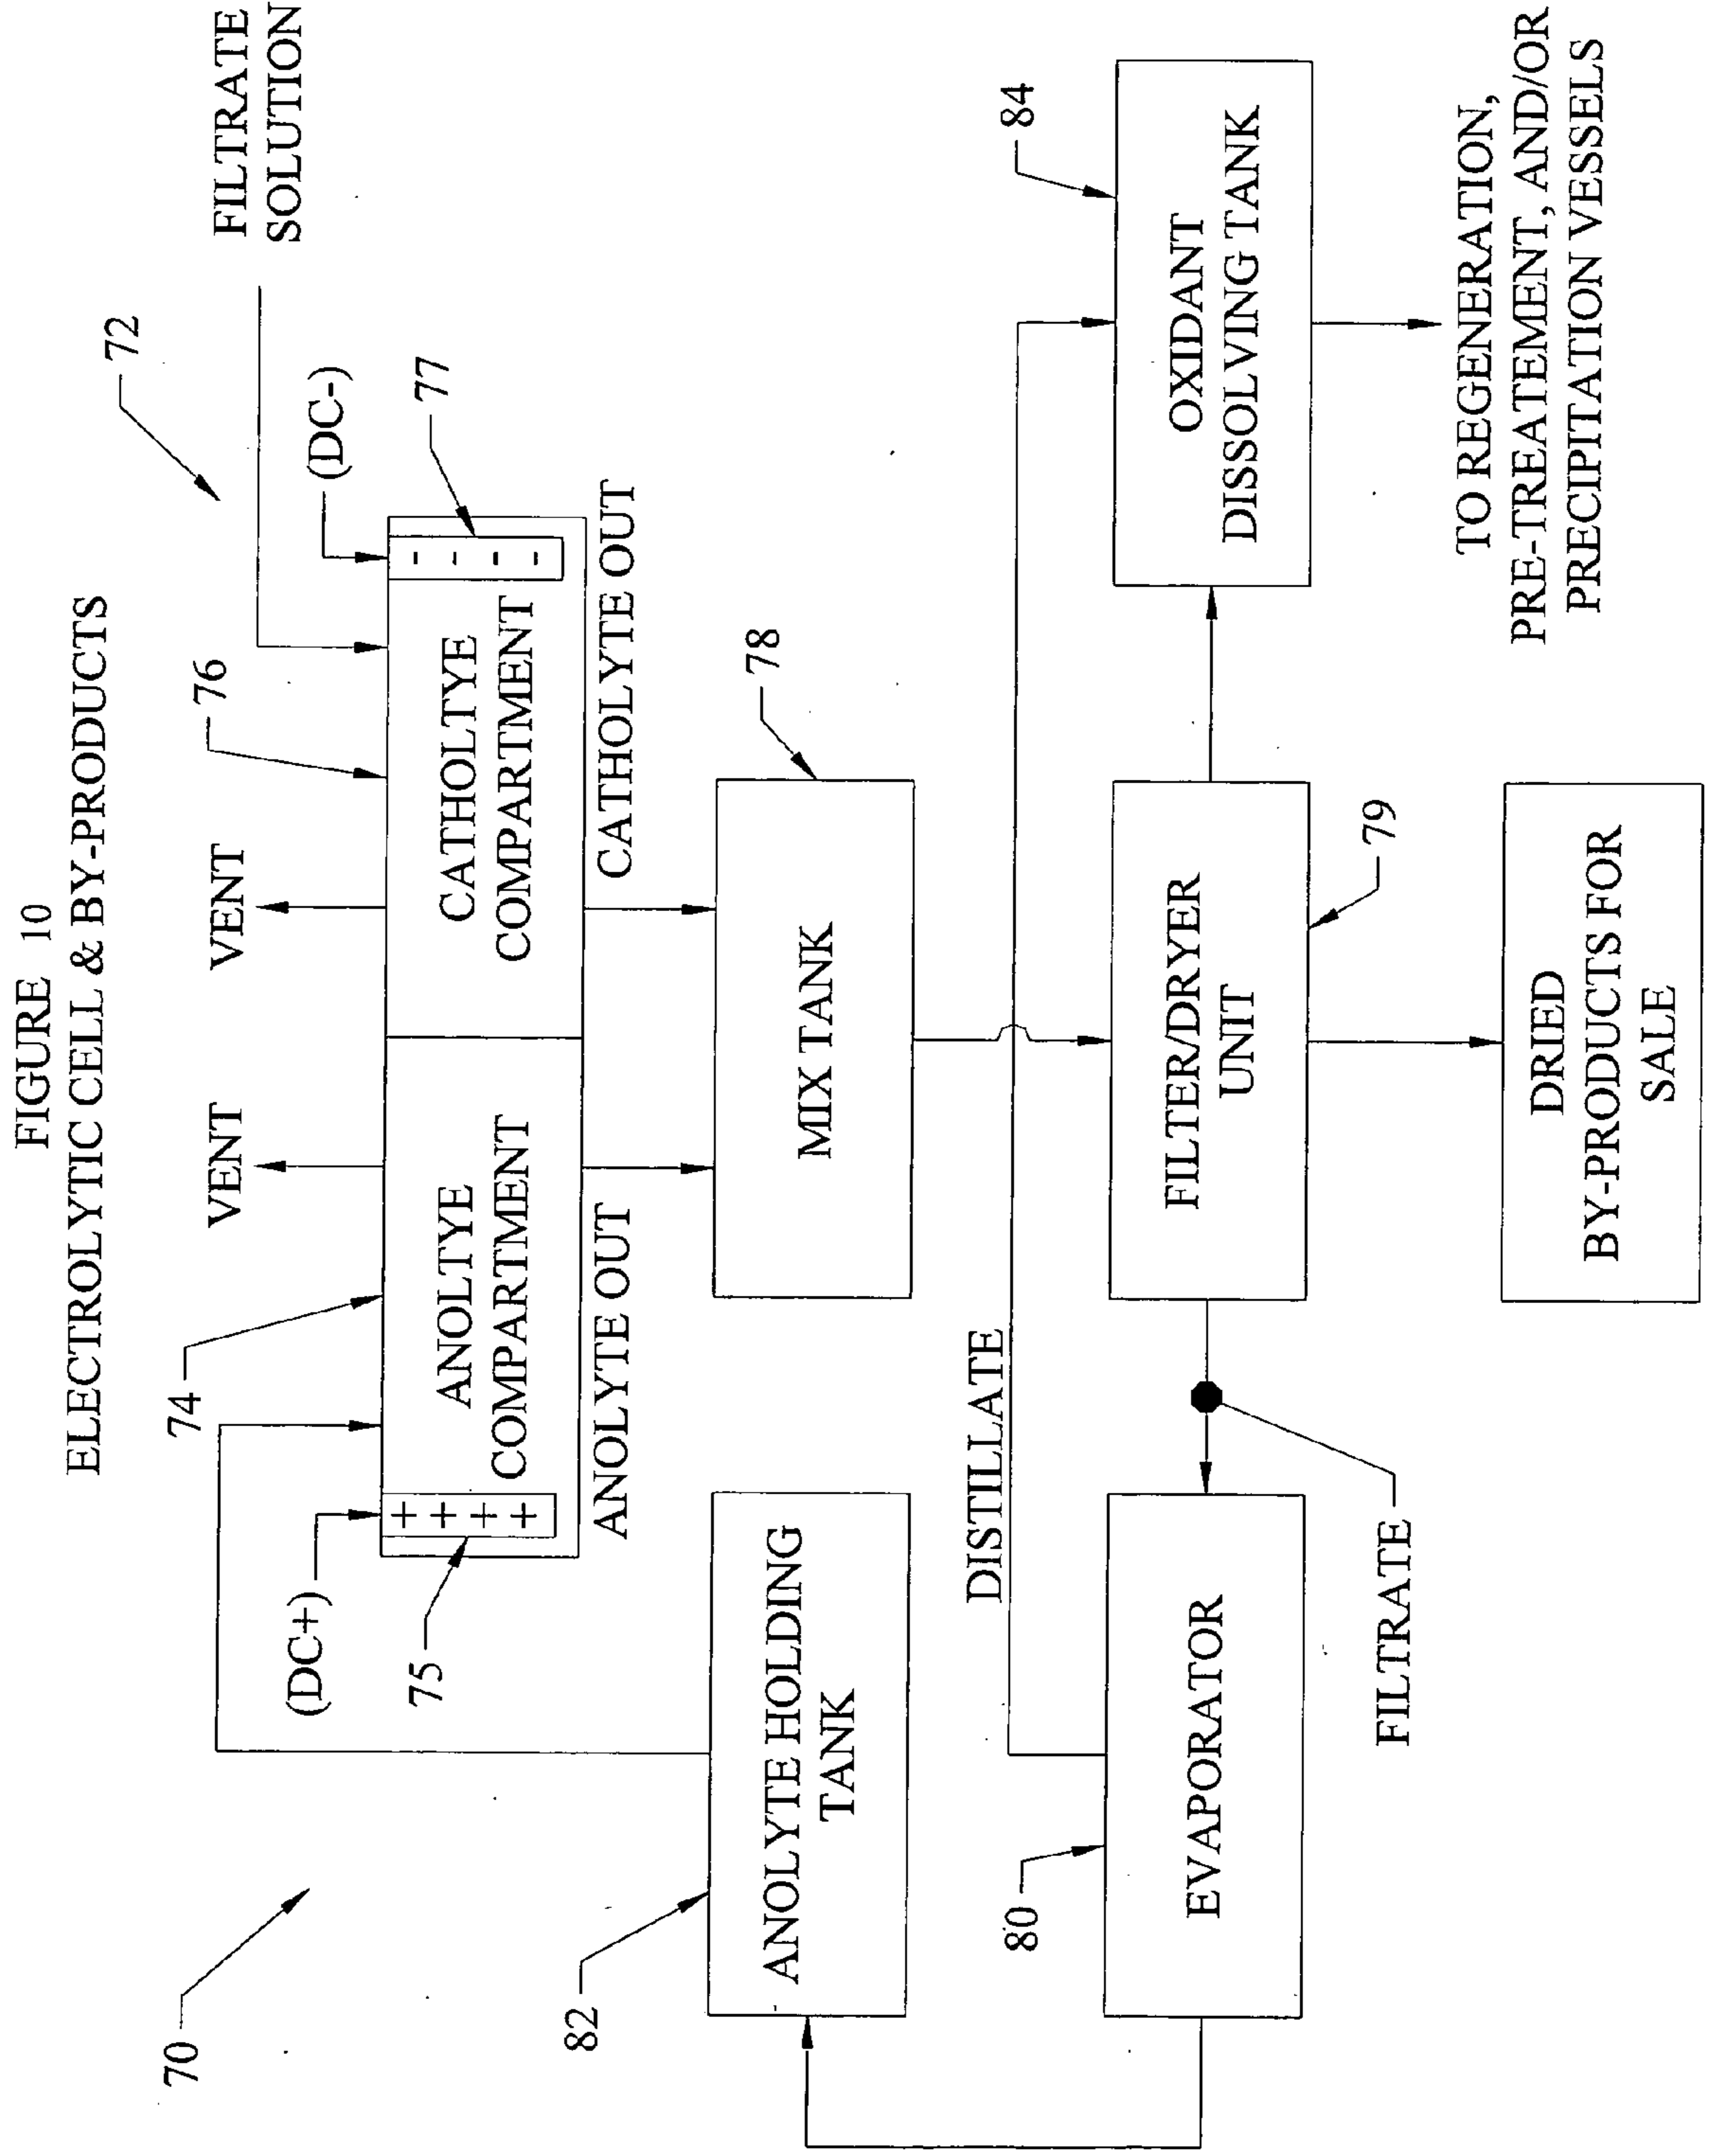 FIGURE 10
ELECTROLYTIC CELL & BY-PRODUCTS
70
72
FILTRATE
SOLUTION
VENT
VENT
74
76
(DC+)
(DC-)
75
77
+ + + +
- - - -
ANOLTYE
COMPARTMENT
CATHOLTYE
COMPARTMENT
ANOLYTE OUT
CATHOLYTE OUT
82
ANOLYTE HOLDING
TANK
MIX TANK
78
DISTILLATE
80
EVAPORATOR
FILTRATE
FILTER/DRYER
UNIT
79
84
OXIDANT
DISSOLVING TANK
DRIED
BY-PRODUCTS FOR
SALE
TO REGENERATION,
PRE-TREATEMENT, AND/OR
PRECIPITATION VESSELS